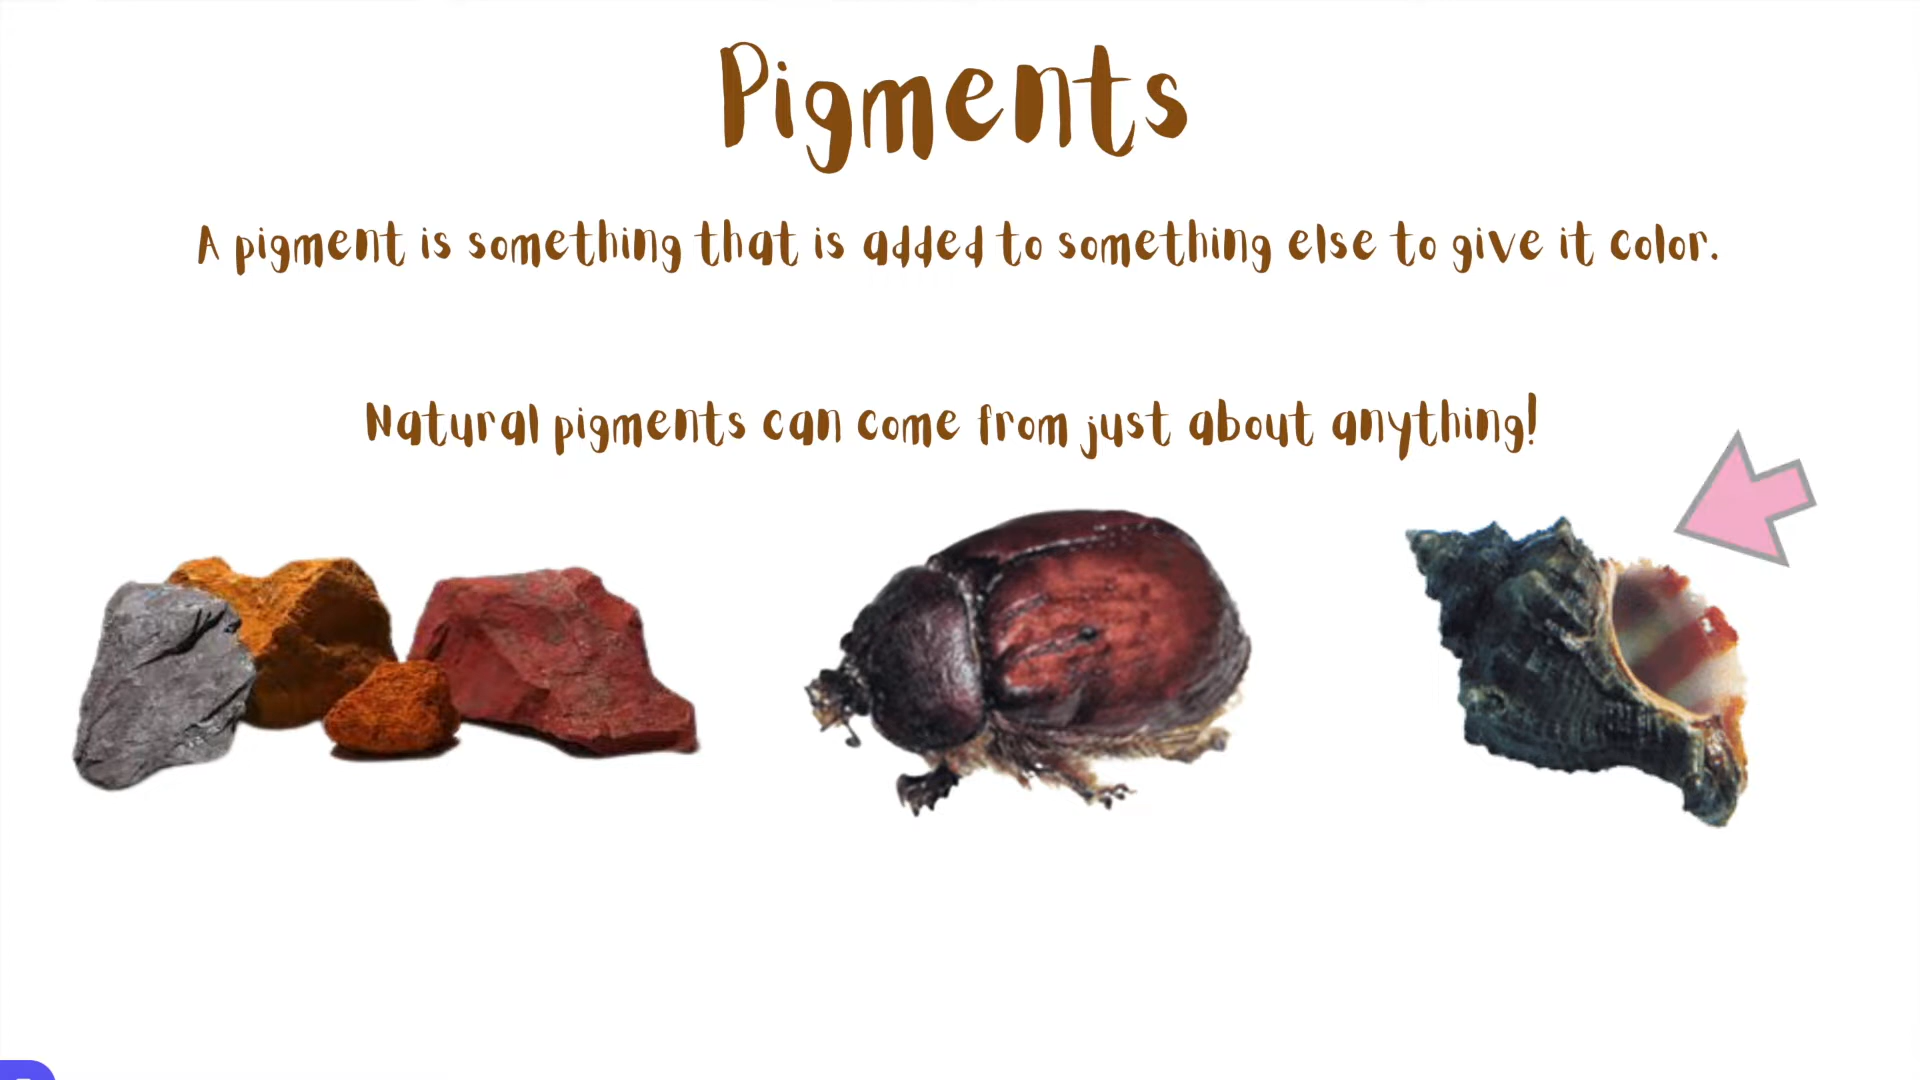 Pigments
A pigment is something that is added to something else to give it color.
Natural pigments can come from just about anything!